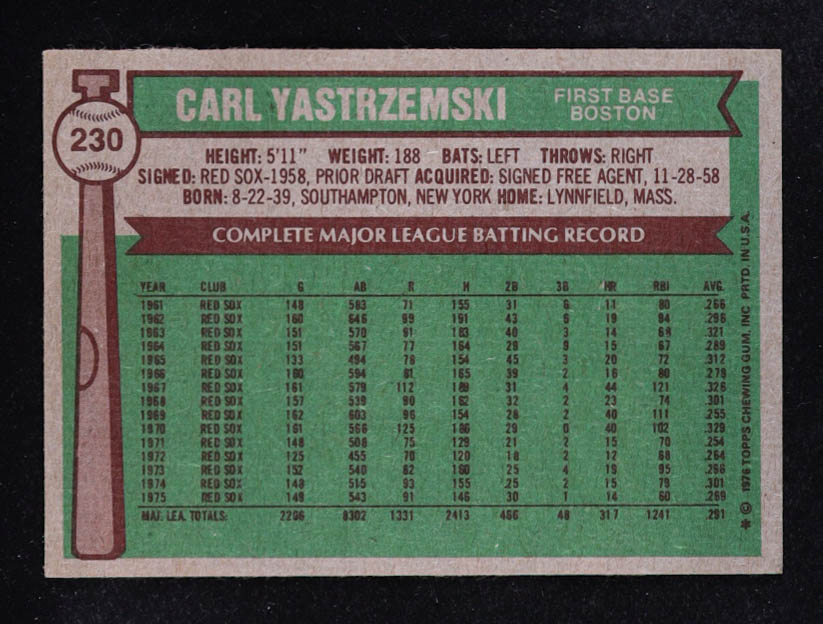 230
CARL YASTRZEMSKI
FIRST BASE
BOSTON
HEIGHT: 5'11" WEIGHT: 188 BATS: LEFT THROWS: RIGHT
SIGNED: RED SOX-1958, PRIOR DRAFT ACQUIRED: SIGNED FREE AGENT, 11-28-58
BORN: 8-22-39, SOUTHAMPTON, NEW YORK HOME: LYNNFIELD, MASS.
COMPLETE MAJOR LEAGUE BATTING RECORD
YEAR CLUB G AB R H 2B 3B HR RBI AVG.
1961 RED SOX 148 583 71 155 31 6 11 80 .266
1962 RED SOX 160 646 99 191 43 6 19 94 .296
1963 RED SOX 151 570 91 183 40 3 14 68 .321
1964 RED SOX 151 567 77 164 29 9 15 67 .289
1965 RED SOX 133 494 78 154 45 3 20 72 .312
1966 RED SOX 160 594 81 165 39 2 16 80 .278
1967 RED SOX 161 579 112 189 31 4 44 121 .326
1968 RED SOX 157 539 90 162 32 2 23 74 .301
1969 RED SOX 162 603 96 154 28 2 40 111 .255
1970 RED SOX 161 566 125 186 29 0 40 102 .329
1971 RED SOX 148 508 75 129 21 2 15 70 .254
1972 RED SOX 125 455 70 120 18 2 12 68 .264
1973 RED SOX 152 540 82 160 25 4 19 95 .296
1974 RED SOX 148 515 93 155 25 2 15 79 .301
1975 RED SOX 149 543 91 146 30 1 14 60 .269
MAJ. LEA. TOTALS: 2266 8302 1331 2413 466 48 317 1241 .291
* © 1976 TOPPS CHEWING GUM, INC PRTD. IN U.S.A.